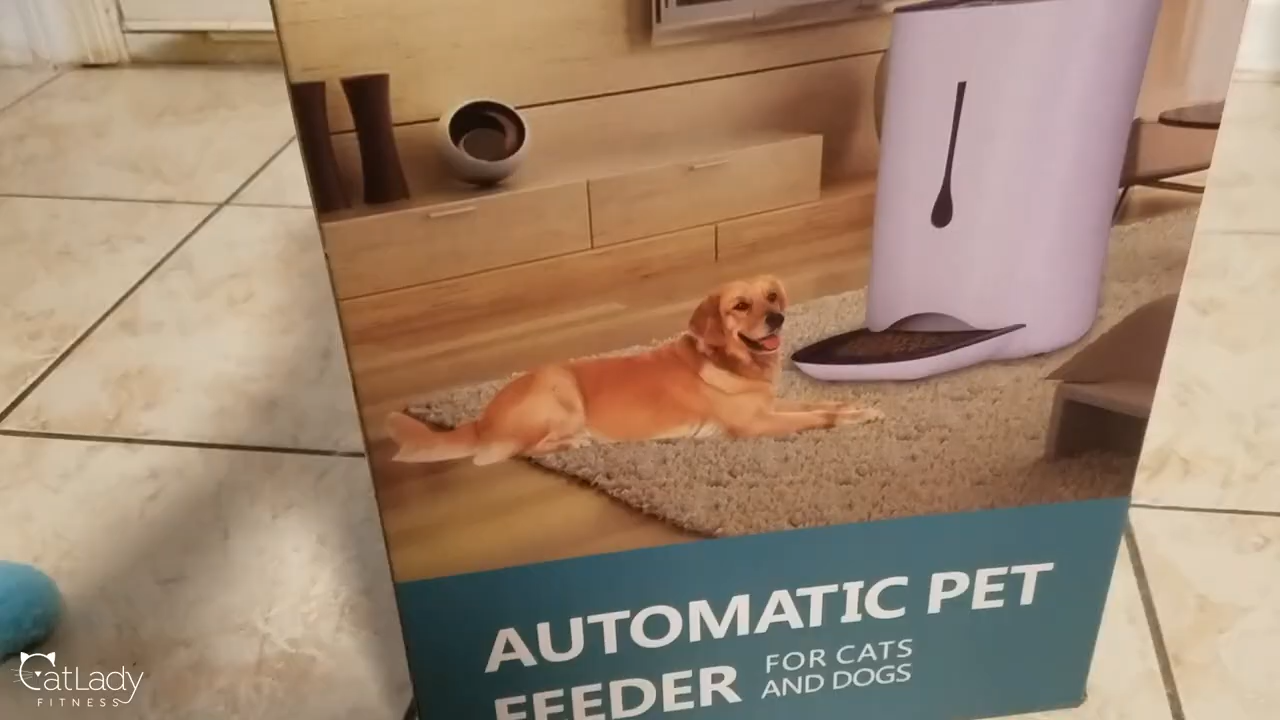 AUTOMATIC PET
FEEDER FOR CATS
AND DOGS
CatLady
FITNESS